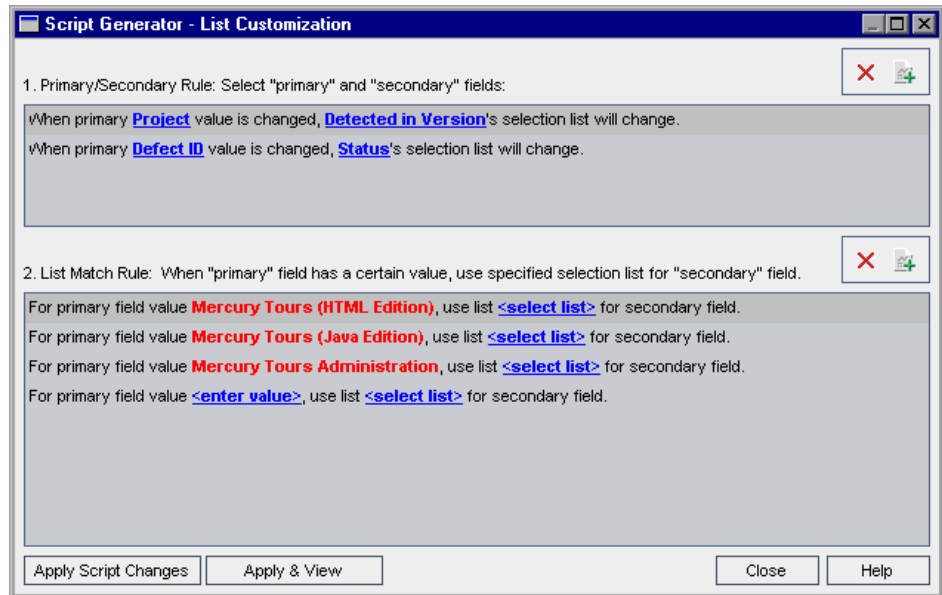 Script Generator - List Customization
1. Primary/Secondary Rule: Select "primary" and "secondary" fields:
When primary Project value is changed, Detected in Version's selection list will change.
When primary Defect ID value is changed, Status's selection list will change.
2. List Match Rule:  When "primary" field has a certain value, use specified selection list for "secondary" field.
For primary field value Mercury Tours (HTML Edition), use list <select list> for secondary field.
For primary field value Mercury Tours (Java Edition), use list <select list> for secondary field.
For primary field value Mercury Tours Administration, use list <select list> for secondary field.
For primary field value <enter value>, use list <select list> for secondary field.
Apply Script Changes Apply & View Close Help